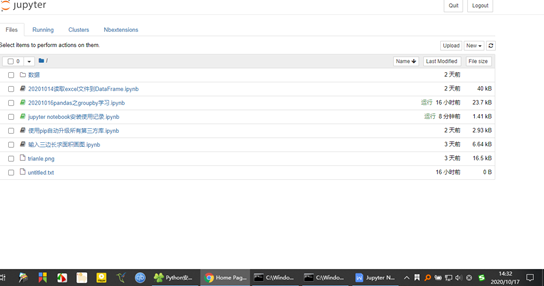 jupyter
Quit Logout
Files Running Clusters Nbextensions
Select items to perform actions on them.
Upload New
0 / Name Last Modified File size
数据 2 天前
20201014读取excel文件到DataFrame.ipynb 2 天前 40 kB
20201016pandas之groupby学习.ipynb 运行 16 小时前 23.7 kB
jupyter notebook安装使用记录.ipynb 运行 8 分钟前 1.41 kB
使用pip自动升级所有第三方库.ipynb 2 天前 2.93 kB
输入三边长求面积画图.ipynb 3 天前 6.64 kB
trianle.png 3 天前 16.5 kB
untitled.txt 16 小时前 0 B
Python安... Home Pag... C:\Windo... C:\Windo... Jupyter N...
14:32
2020/10/17